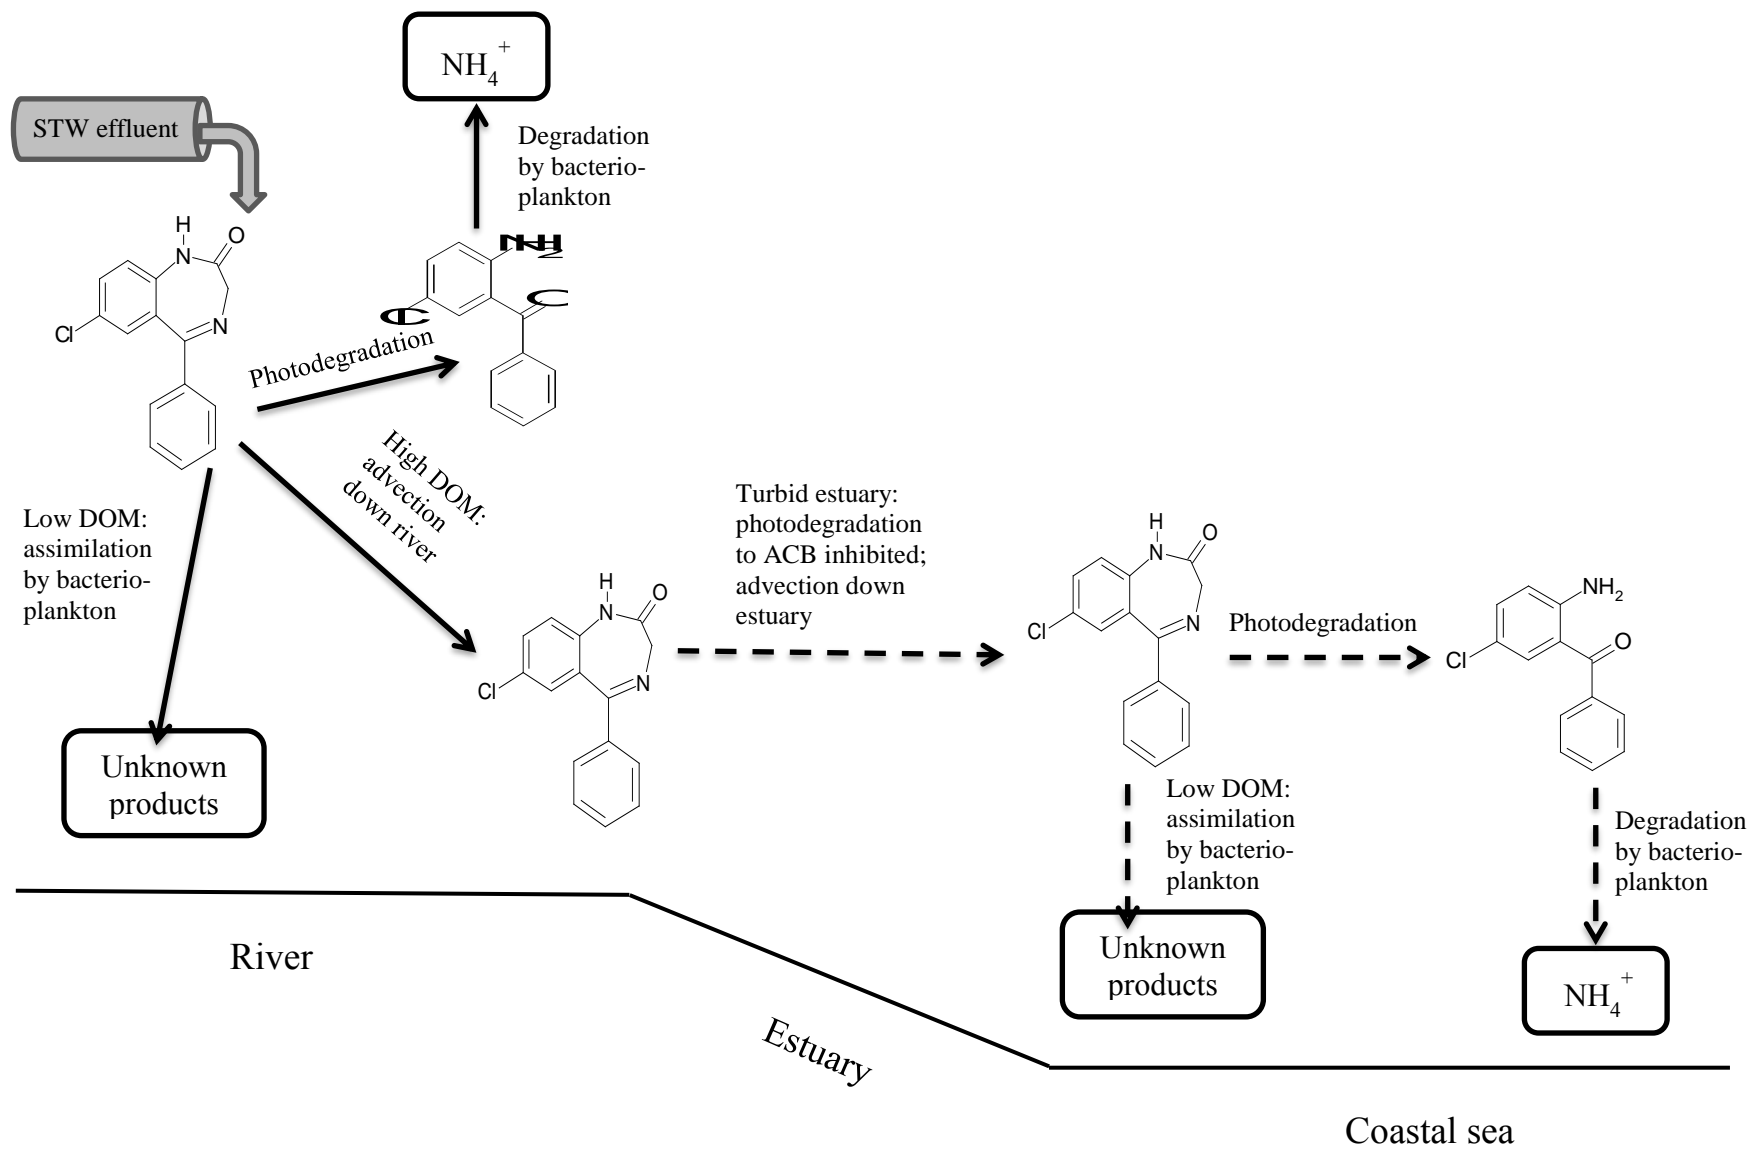 NH4+
STW effluent
Degradation
by bacterio-
plankton
H
N
O
N
Cl
Photodegradation
High DOM:
advection
down river
Low DOM:
assimilation
by bacterio-
plankton
Unknown
products
H
N
O
N
Cl
Turbid estuary:
photodegradation
to ACB inhibited;
advection down
estuary
H
N
O
N
Cl
Photodegradation
NH2
O
Cl
Low DOM:
assimilation
by bacterio-
plankton
Unknown
products
Degradation
by bacterio-
plankton
NH4+
River
Estuary
Coastal sea